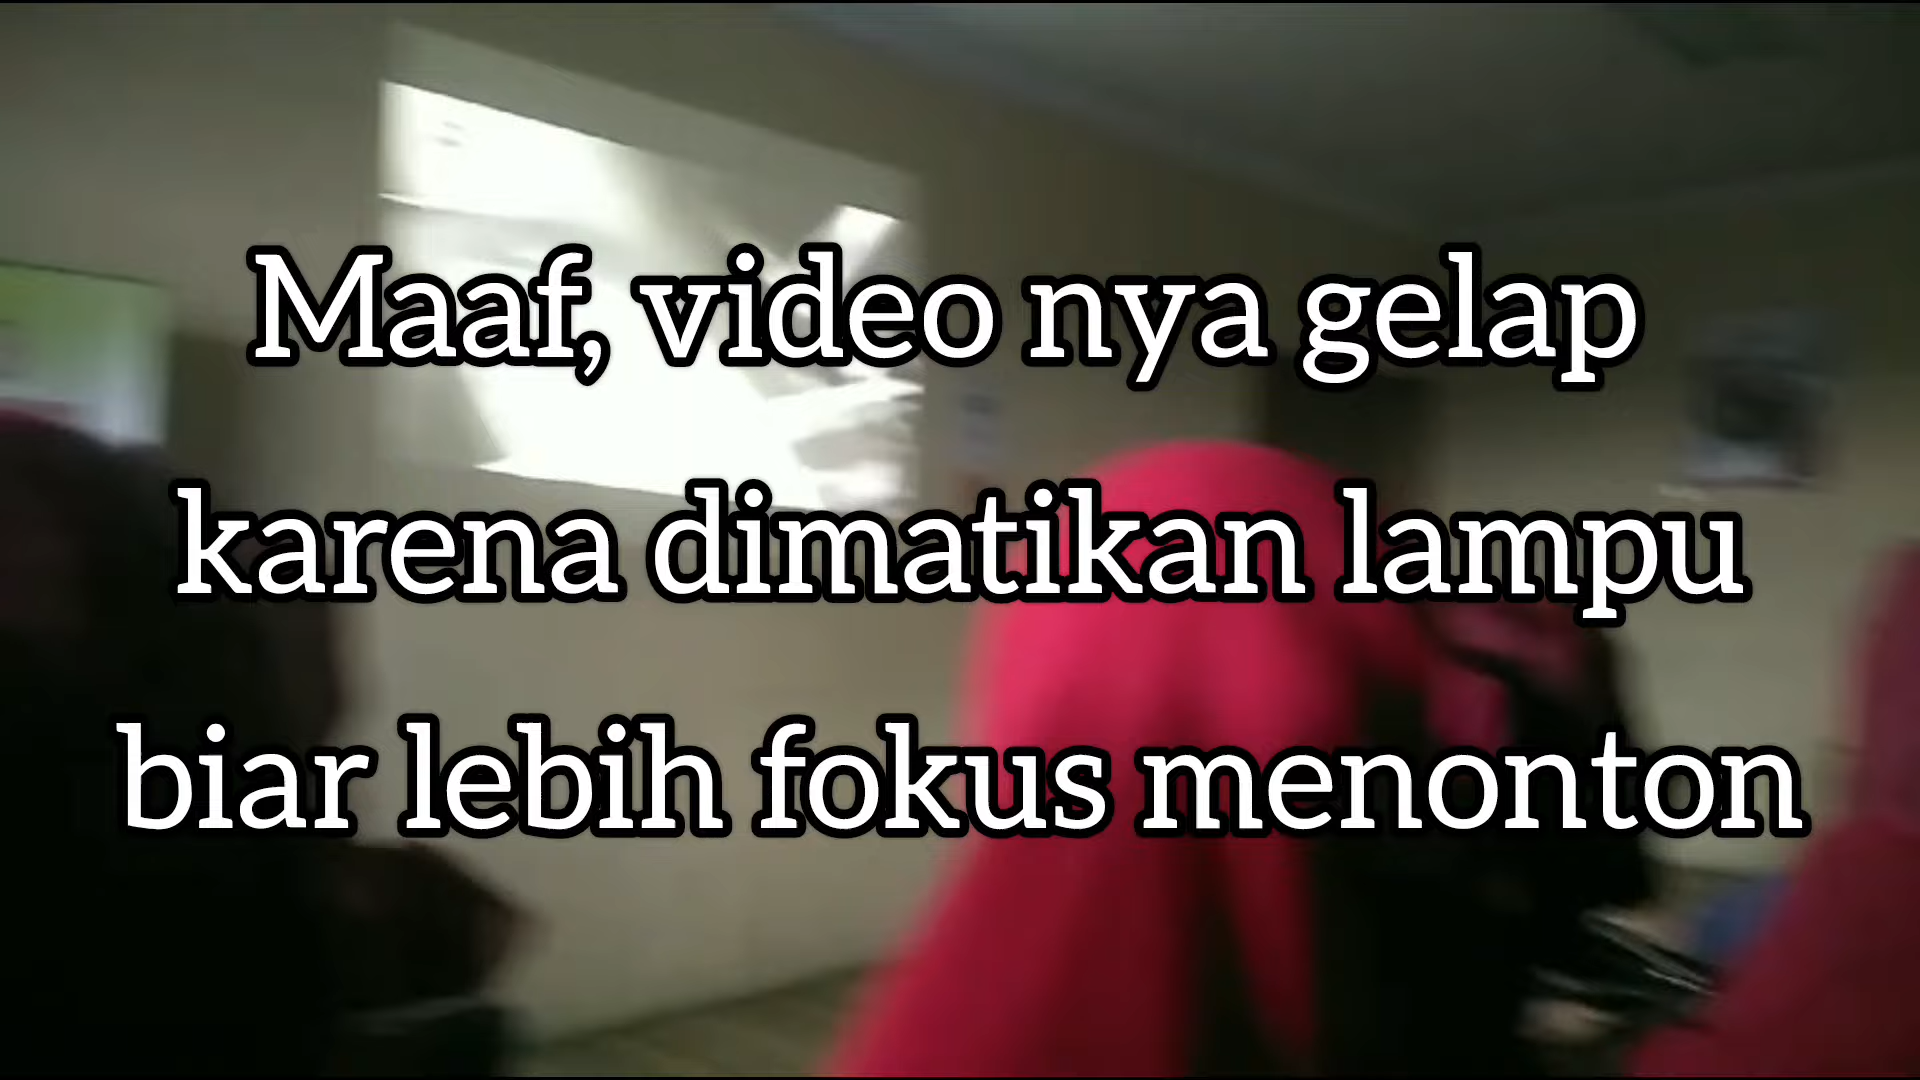 Maaf, video nya gelap
karena dimatikan lampu
biar lebih fokus menonton